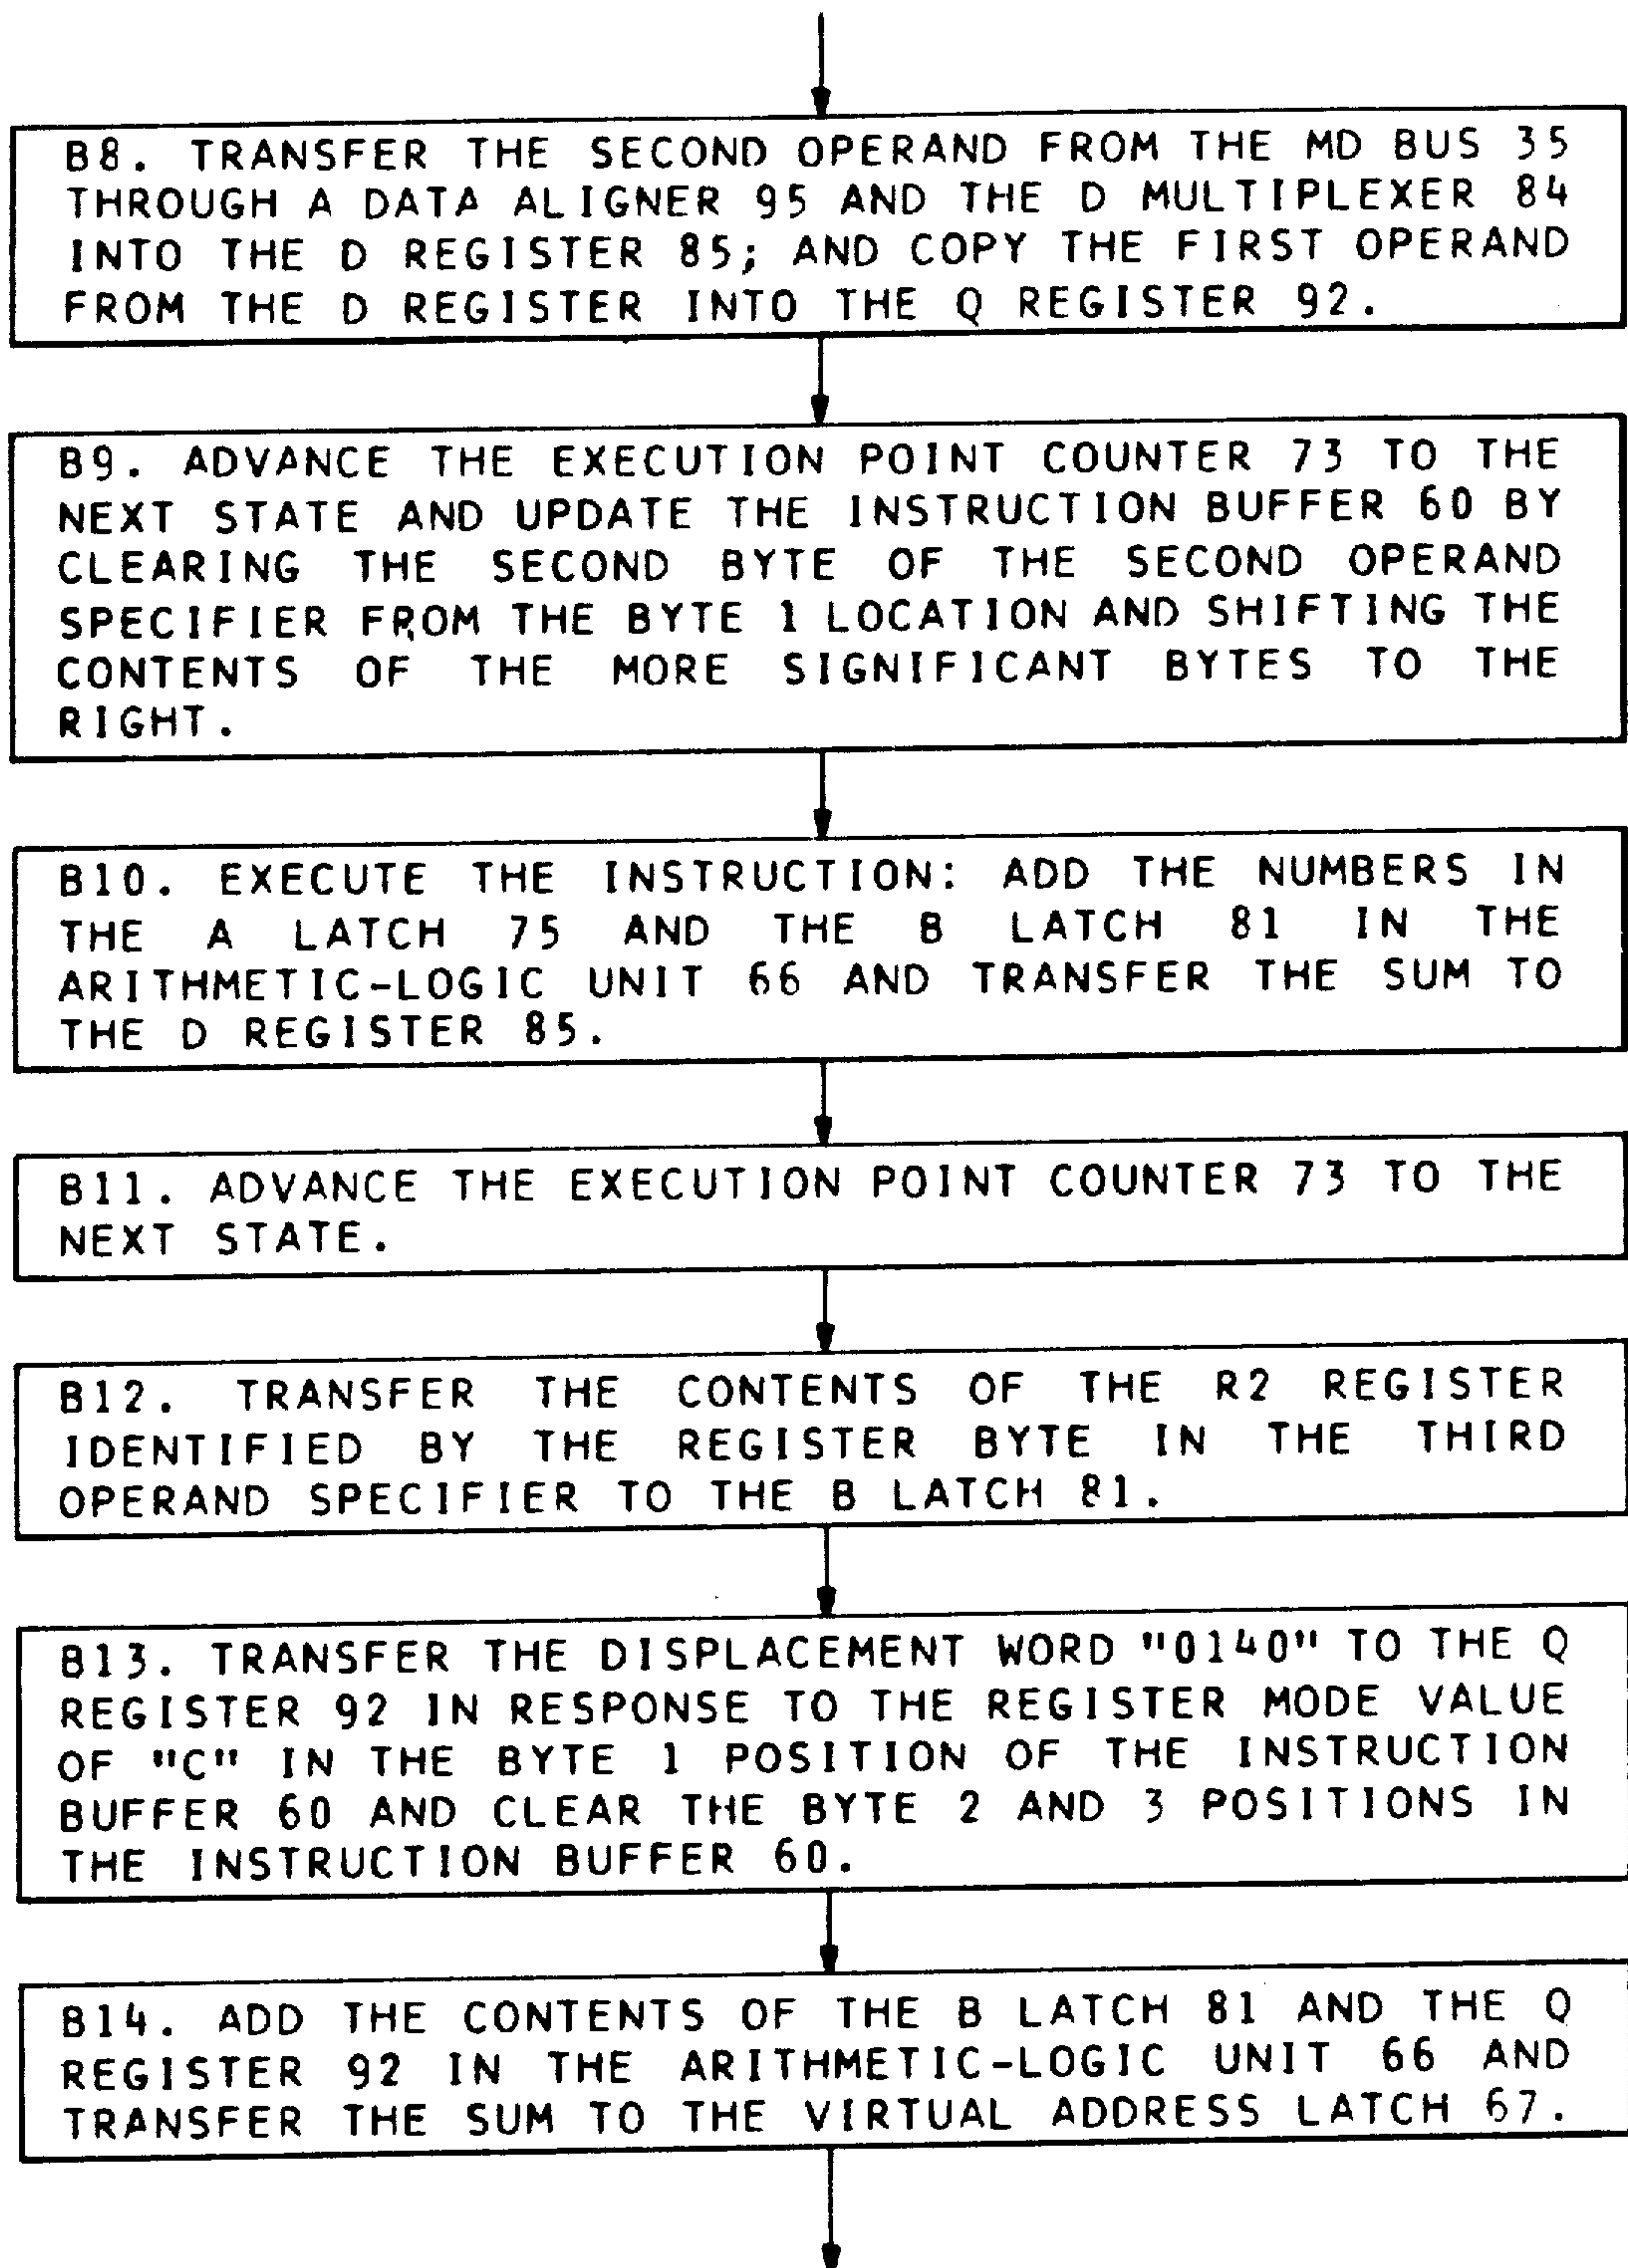 B8. TRANSFER THE SECOND OPERAND FROM THE MD BUS 35
THROUGH A DATA ALIGNER 95 AND THE D MULTIPLEXER 84
INTO THE D REGISTER 85; AND COPY THE FIRST OPERAND
FROM THE D REGISTER INTO THE Q REGISTER 92.
B9. ADVANCE THE EXECUTION POINT COUNTER 73 TO THE
NEXT STATE AND UPDATE THE INSTRUCTION BUFFER 60 BY
CLEARING THE SECOND BYTE OF THE SECOND OPERAND
SPECIFIER FROM THE BYTE 1 LOCATION AND SHIFTING THE
CONTENTS OF THE MORE SIGNIFICANT BYTES TO THE
RIGHT.
B10. EXECUTE THE INSTRUCTION: ADD THE NUMBERS IN
THE A LATCH 75 AND THE B LATCH 81 IN THE
ARITHMETIC-LOGIC UNIT 66 AND TRANSFER THE SUM TO
THE D REGISTER 85.
B11. ADVANCE THE EXECUTION POINT COUNTER 73 TO THE
NEXT STATE.
B12. TRANSFER THE CONTENTS OF THE R2 REGISTER
IDENTIFIED BY THE REGISTER BYTE IN THE THIRD
OPERAND SPECIFIER TO THE B LATCH 81.
B13. TRANSFER THE DISPLACEMENT WORD "0140" TO THE Q
REGISTER 92 IN RESPONSE TO THE REGISTER MODE VALUE
OF "C" IN THE BYTE 1 POSITION OF THE INSTRUCTION
BUFFER 60 AND CLEAR THE BYTE 2 AND 3 POSITIONS IN
THE INSTRUCTION BUFFER 60.
B14. ADD THE CONTENTS OF THE B LATCH 81 AND THE Q
REGISTER 92 IN THE ARITHMETIC-LOGIC UNIT 66 AND
TRANSFER THE SUM TO THE VIRTUAL ADDRESS LATCH 67.